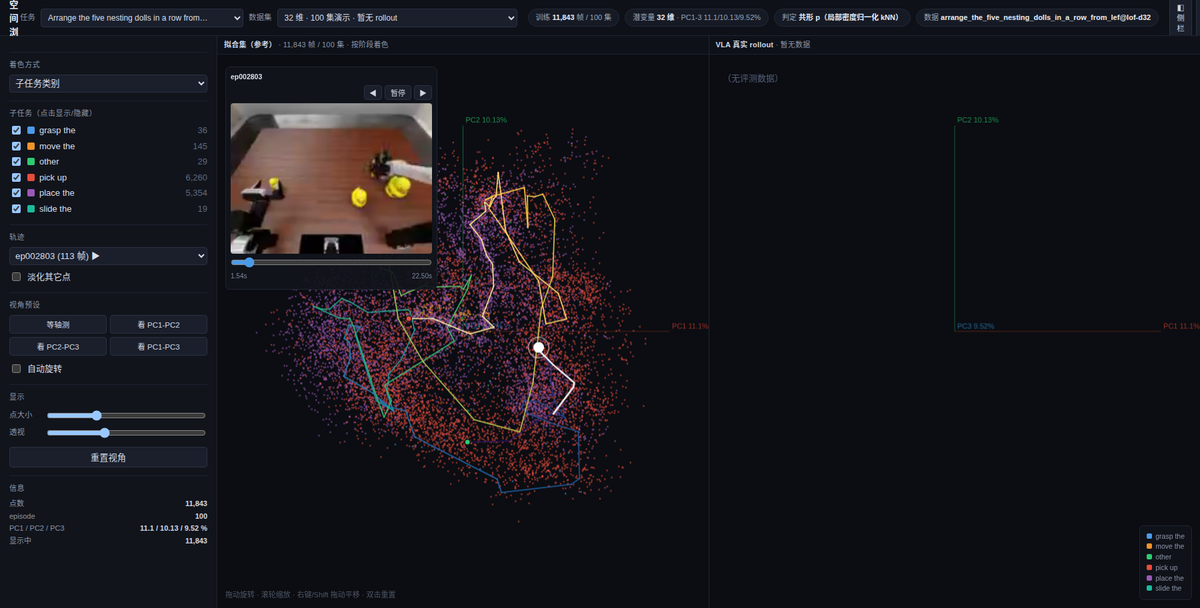 空间浏
任务
Arrange the five nesting dolls in a row from…
数据集
32 维 · 100 集演示 · 暂无 rollout
训练 11,843 帧 / 100 集
潜变量 32 维 · PC1-3 11.1/10.13/9.52%
判定 共形 p（局部密度归一化 kNN）
数据 arrange_the_five_nesting_dolls_in_a_row_from_lef@lof-d32
侧栏
着色方式
子任务类别
子任务（点击显示/隐藏）
grasp the 36
move the 145
other 29
pick up 6,260
place the 5,354
slide the 19
轨迹
ep002803 (113 帧) ▶
淡化其它点
视角预设
等轴测
看 PC1-PC2
看 PC2-PC3
看 PC1-PC3
自动旋转
显示
点大小
透视
重置视角
信息
点数 11,843
episode 100
PC1 / PC2 / PC3 11.1 / 10.13 / 9.52 %
显示中 11,843
拟合集（参考） · 11,843 帧 / 100 集 · 按阶段着色
ep002803
◀ 暂停 ▶
1.54s 22.50s
PC2 10.13%
PC1 11.1%
拖动旋转 · 滚轮缩放 · 右键/Shift 拖动平移 · 双击重置
VLA 真实 rollout · 暂无数据
（无评测数据）
PC2 10.13%
PC3 9.52%
PC1 11.1%
grasp the
move the
other
pick up
place the
slide the